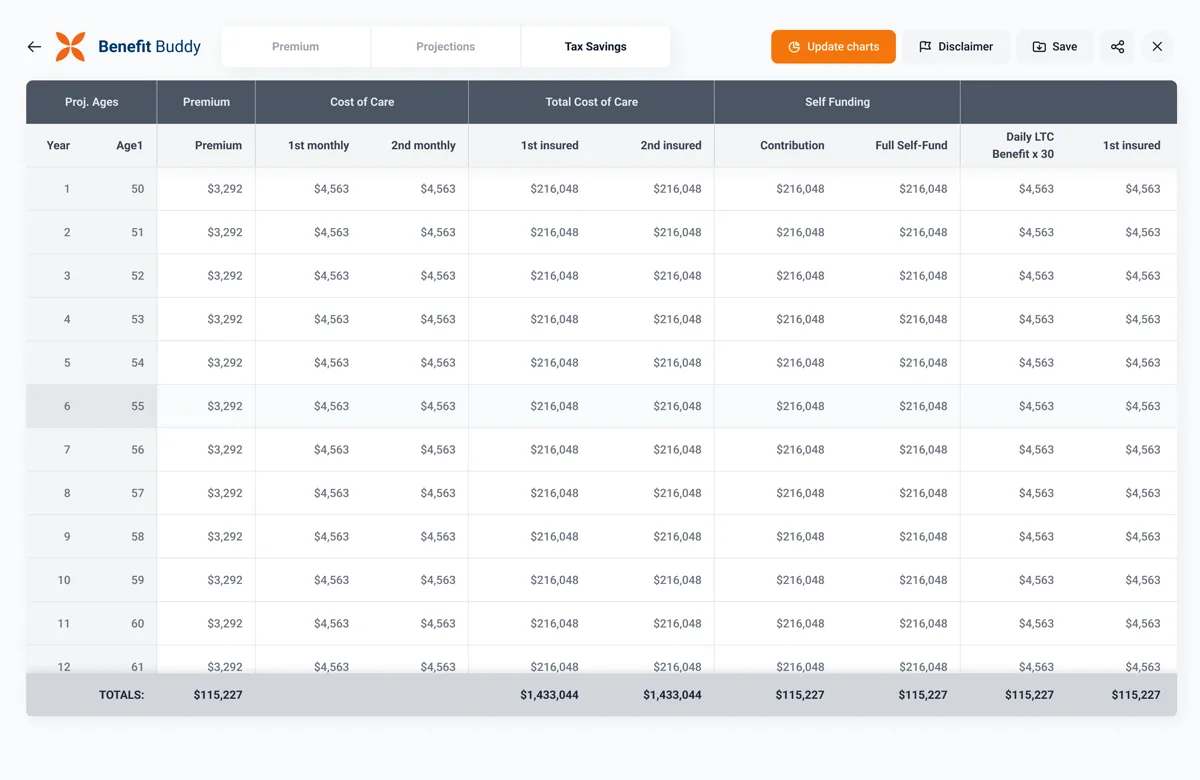 Benefit Buddy Premium Projections Tax Savings Update charts Disclaimer Save
Proj. Ages Premium Cost of Care Total Cost of Care Self Funding
Year Age1 Premium 1st monthly 2nd monthly 1st insured 2nd insured Contribution Full Self-Fund Daily LTC Benefit x 30 1st insured
1 50 $3,292 $4,563 $4,563 $216,048 $216,048 $216,048 $216,048 $4,563 $4,563
2 51 $3,292 $4,563 $4,563 $216,048 $216,048 $216,048 $216,048 $4,563 $4,563
3 52 $3,292 $4,563 $4,563 $216,048 $216,048 $216,048 $216,048 $4,563 $4,563
4 53 $3,292 $4,563 $4,563 $216,048 $216,048 $216,048 $216,048 $4,563 $4,563
5 54 $3,292 $4,563 $4,563 $216,048 $216,048 $216,048 $216,048 $4,563 $4,563
6 55 $3,292 $4,563 $4,563 $216,048 $216,048 $216,048 $216,048 $4,563 $4,563
7 56 $3,292 $4,563 $4,563 $216,048 $216,048 $216,048 $216,048 $4,563 $4,563
8 57 $3,292 $4,563 $4,563 $216,048 $216,048 $216,048 $216,048 $4,563 $4,563
9 58 $3,292 $4,563 $4,563 $216,048 $216,048 $216,048 $216,048 $4,563 $4,563
10 59 $3,292 $4,563 $4,563 $216,048 $216,048 $216,048 $216,048 $4,563 $4,563
11 60 $3,292 $4,563 $4,563 $216,048 $216,048 $216,048 $216,048 $4,563 $4,563
12 61 $3,292 $4,563 $4,563 $216,048 $216,048 $216,048 $216,048 $4,563 $4,563
TOTALS: $115,227 $1,433,044 $1,433,044 $115,227 $115,227 $115,227 $115,227